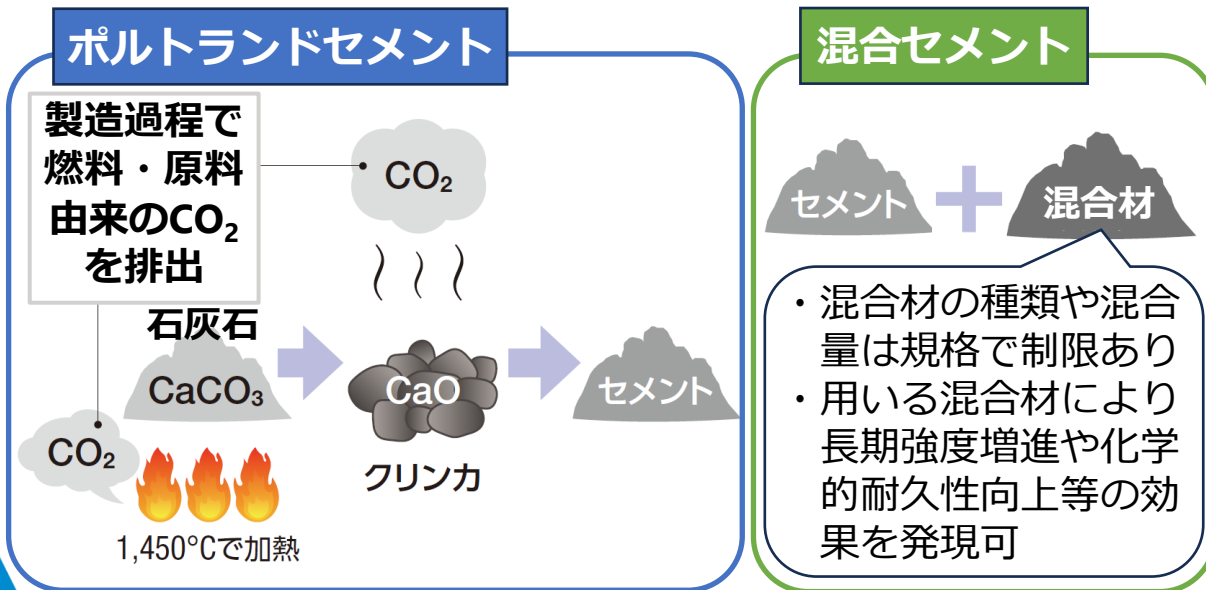 ポルトランドセメント
製造過程で
燃料・原料
由来のCO₂
を排出
CO₂
石灰石
CaCO₃
CaO
セメント
CO₂
クリンカ
1,450°Cで加熱
混合セメント
セメント
混合材
・混合材の種類や混合
量は規格で制限あり
・用いる混合材により
長期強度増進や化学
的耐久性向上等の効
果を発現可